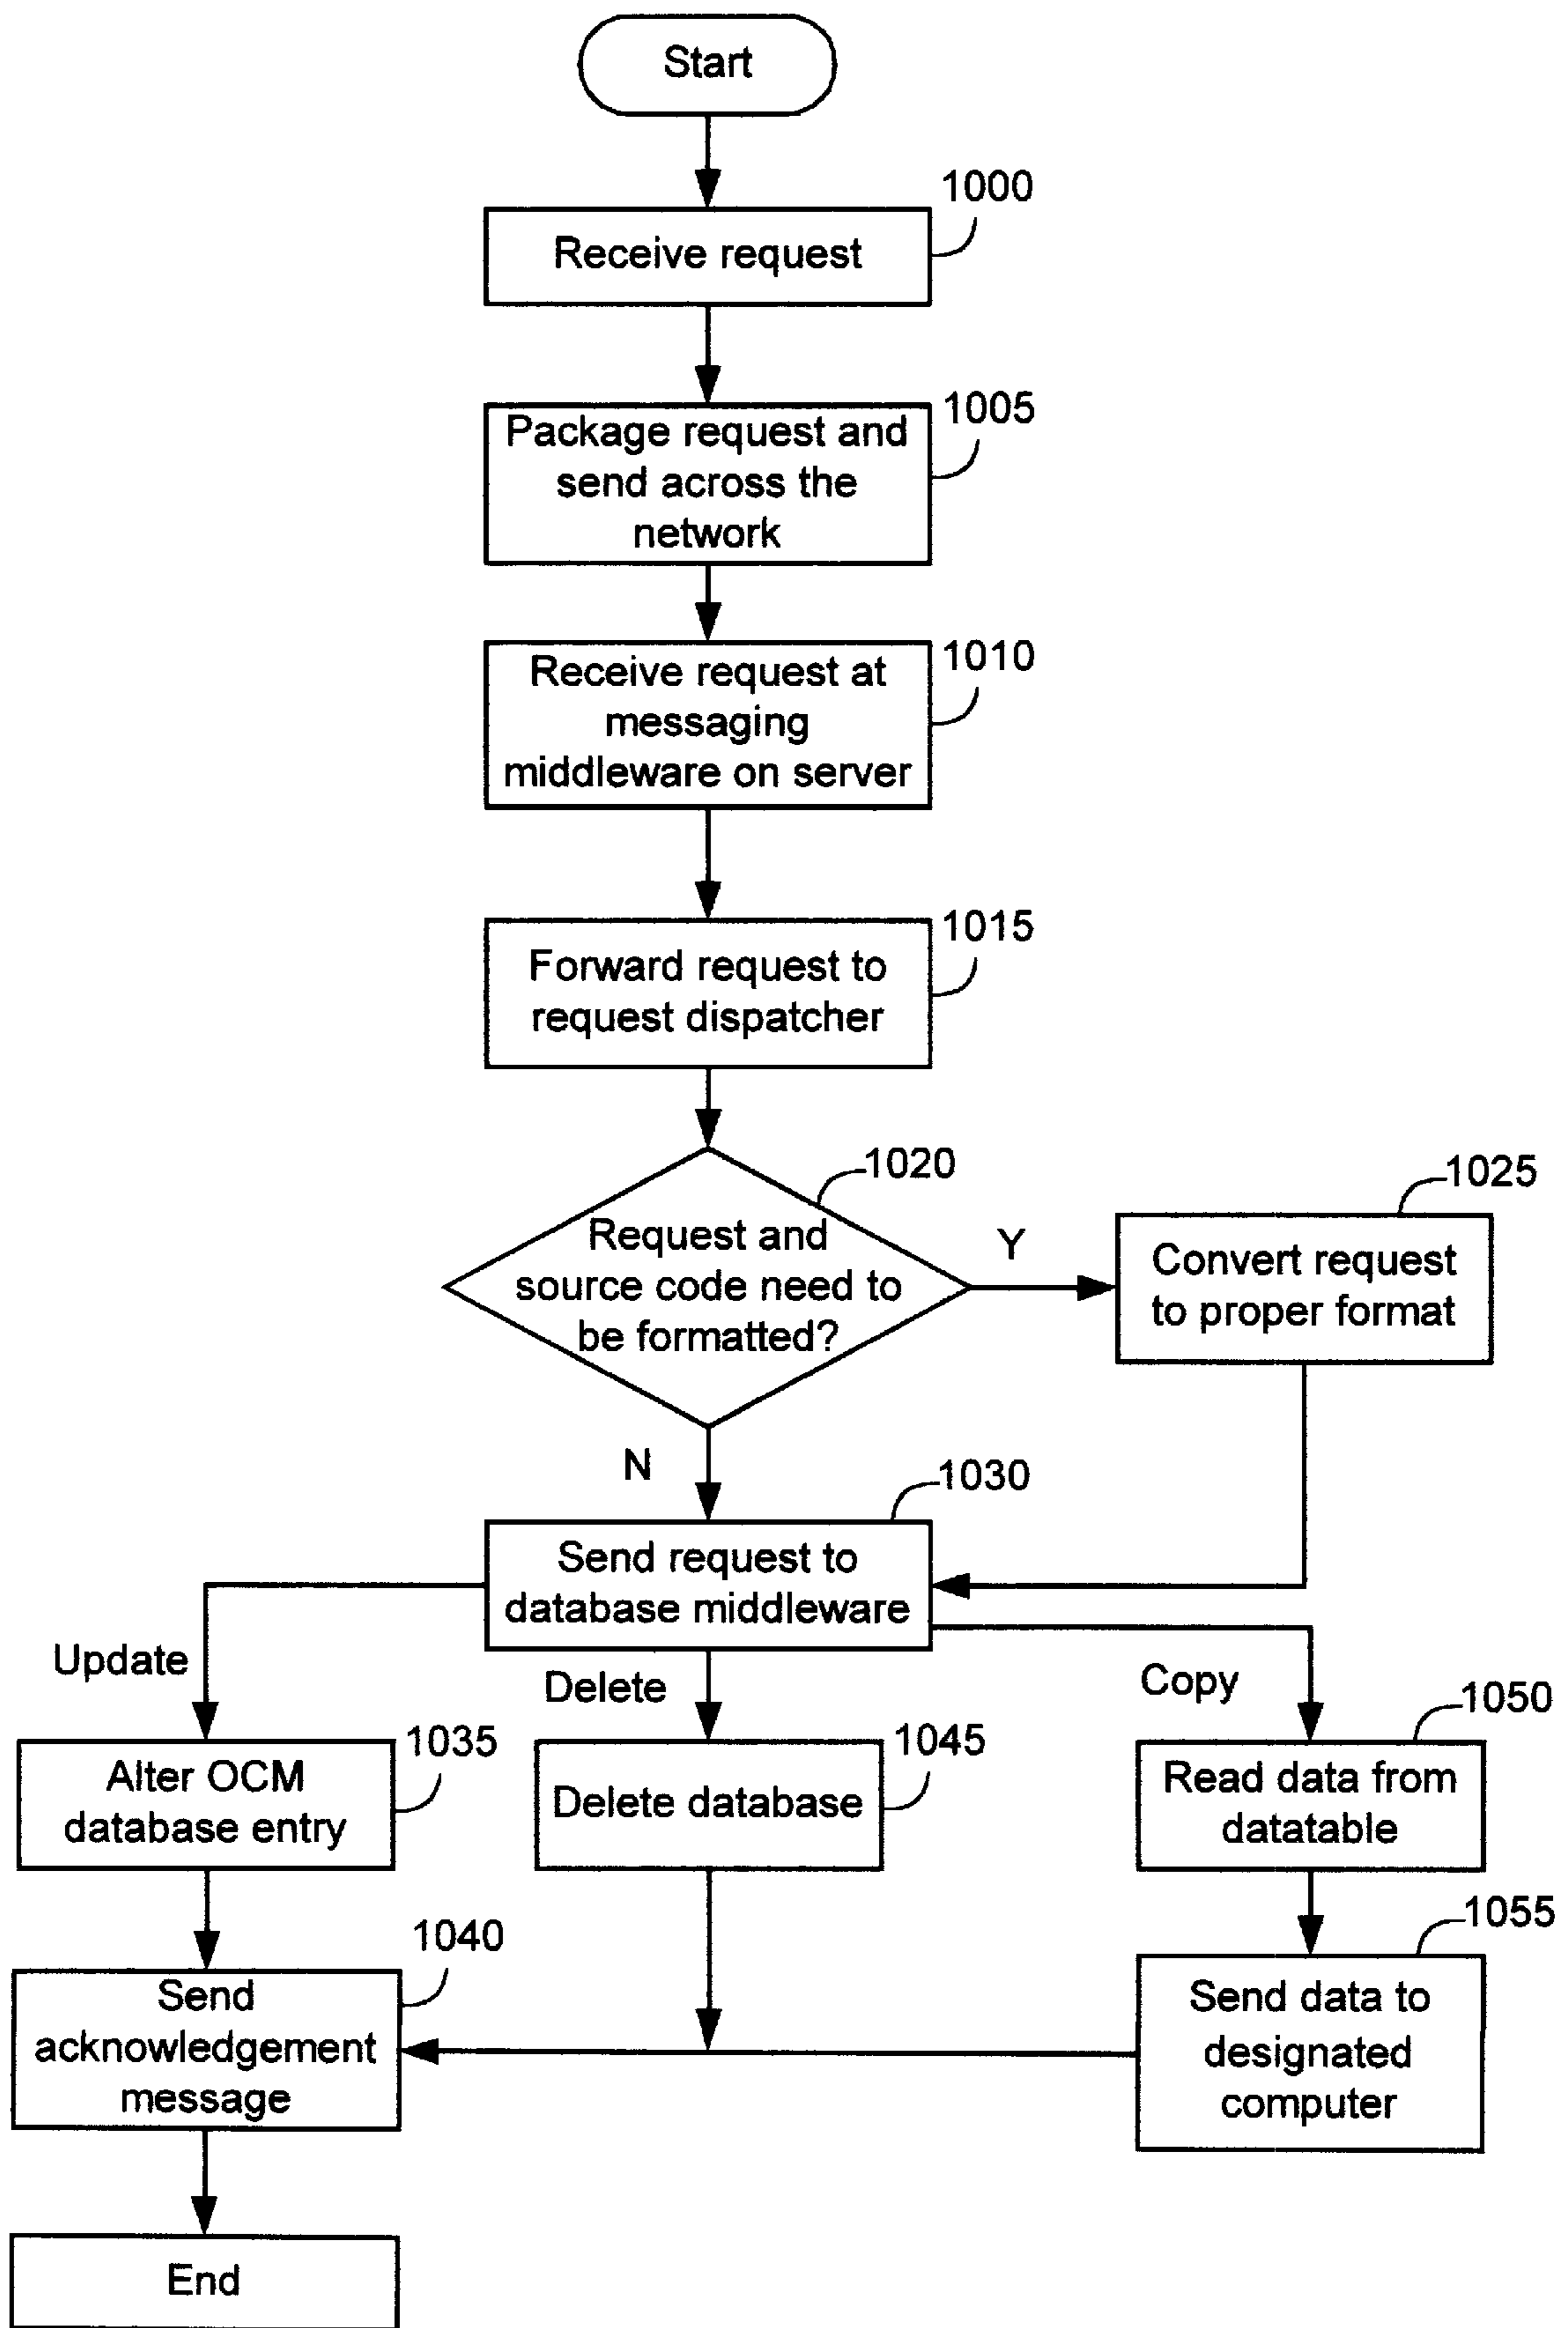 Start
1000
Receive request
1005
Package request and
send across the
network
1010
Receive request at
messaging
middleware on server
1015
Forward request to
request dispatcher
1020
Request and
source code need to
be formatted?
Y
1025
Convert request
to proper format
N
1030
Send request to
database middleware
Update
Delete
Copy
1035
Alter OCM
database entry
1045
Delete database
1050
Read data from
datatable
1040
Send
acknowledgement
message
1055
Send data to
designated
computer
End